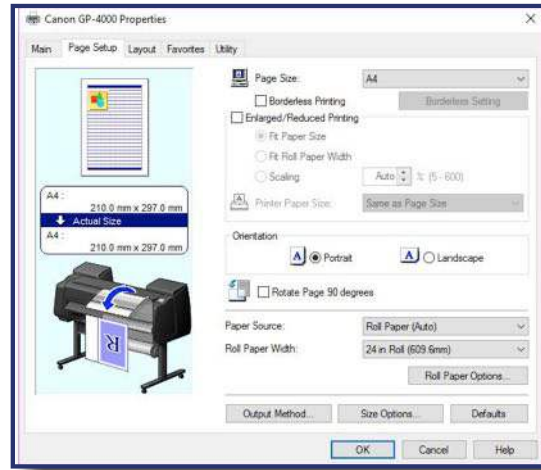 Canon GP-4000 Properties
Main Page Setup Layout Favorites Utility
Page Size: A4
Borderless Printing Borderless Setting
Enlarged/Reduced Printing
Fit Paper Size
Fit Roll Paper Width
Scaling Auto % (5 - 600)
Printer Paper Size: Same as Page Size
A4 :
210.0 mm x 297.0 mm
Actual Size
A4 :
210.0 mm x 297.0 mm
Orientation
A Portrait A Landscape
Rotate Page 90 degrees
R
Paper Source: Roll Paper (Auto)
Roll Paper Width: 24 in Roll (609.6mm)
Roll Paper Options...
Output Method... Size Options... Defaults
OK Cancel Help